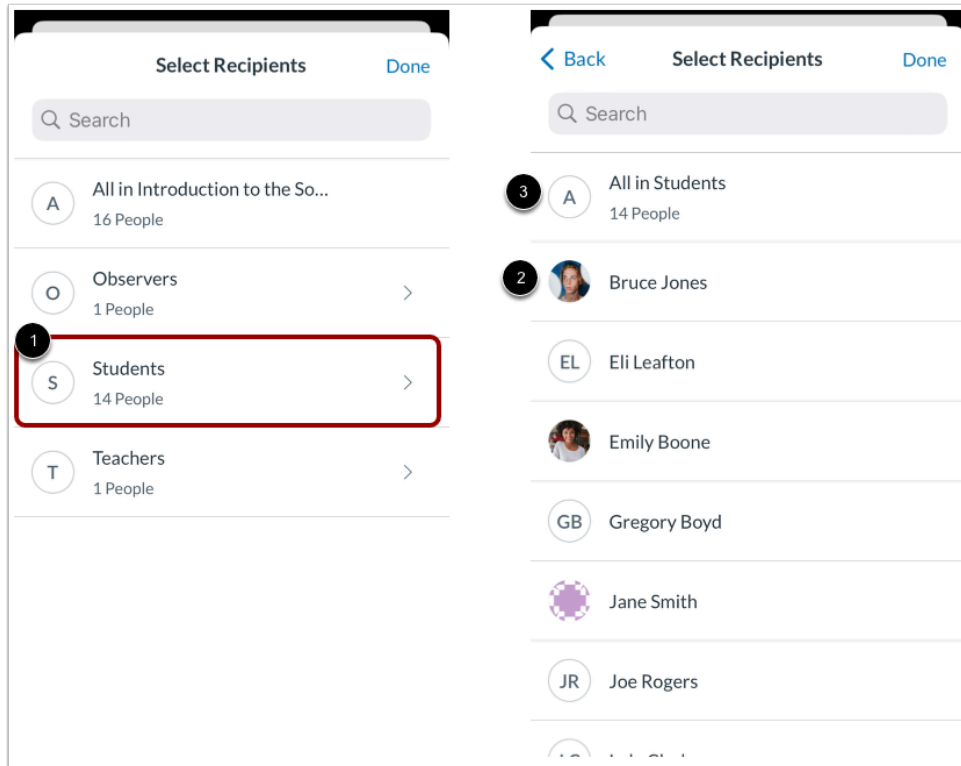 Select Recipients
Done
Search
A
All in Introduction to the So...
16 People
O
Observers
1 People
1
S
Students
14 People
T
Teachers
1 People
Back
Select Recipients
Done
Search
3
A
All in Students
14 People
2
Bruce Jones
EL
Eli Leafton
Emily Boone
GB
Gregory Boyd
Jane Smith
JR
Joe Rogers